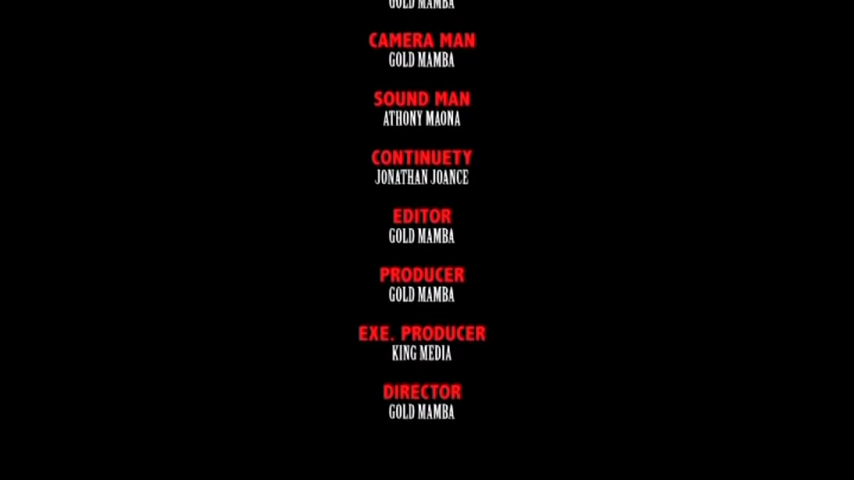 GOLD MAMBA
CAMERA MAN
GOLD MAMBA
SOUND MAN
ATHONY MAONA
CONTINUETY
JONATHAN JOANCE
EDITOR
GOLD MAMBA
PRODUCER
GOLD MAMBA
EXE. PRODUCER
KING MEDIA
DIRECTOR
GOLD MAMBA